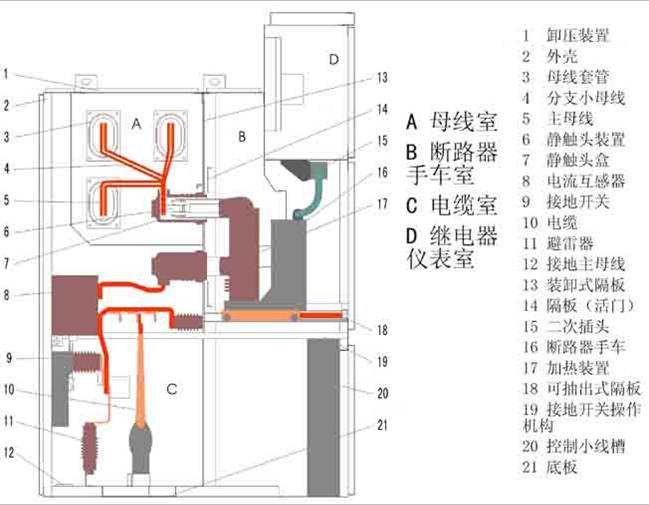 1
2
3
4
5
6
7
8
9
10
11
12
A
B
C
D
13
14
15
16
17
18
19
20
21
A 母线室
B 断路器
手车室
C 电缆室
D 继电器
仪表室
1 卸压装置
2 外壳
3 母线套管
4 分支小母线
5 主母线
6 静触头装置
7 静触头盒
8 电流互感器
9 接地开关
10 电缆
11 避雷器
12 接地主母线
13 装卸式隔板
14 隔板（活门）
15 二次插头
16 断路器手车
17 加热装置
18 可抽出式隔板
19 接地开关操作
机构
20 控制小线槽
21 底板